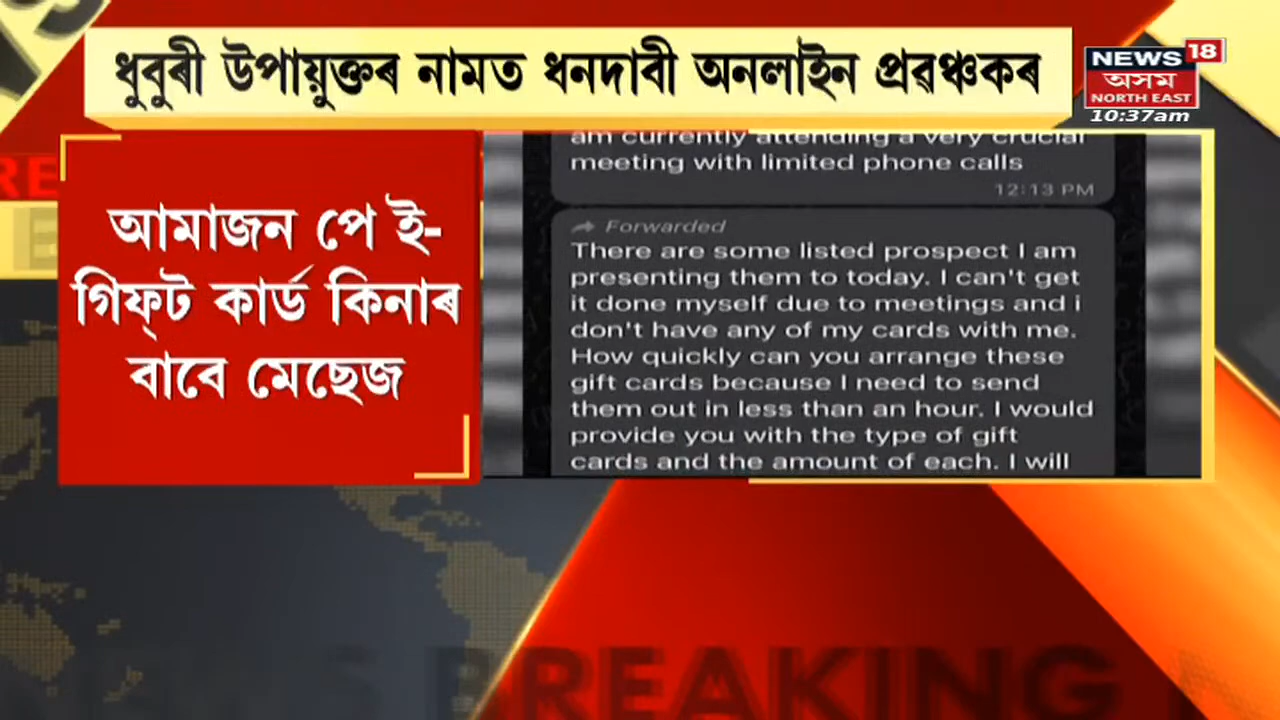 ধুবুৰী উপায়ুক্তৰ নামত ধনদাবী অনলাইন প্ৰৱঞ্চকৰ
NEWS 18
অসম
NORTH EAST
10:37am
আমাজন পে ই-
গিফ্ট কাৰ্ড কিনাৰ
বাবে মেছেজ
am currently attending a very crucial
meeting with limited phone calls
12:13 PM
Forwarded
There are some listed prospect I am
presenting them to today. I can't get
it done myself due to meetings and i
don't have any of my cards with me.
How quickly can you arrange these
gift cards because I need to send
them out in less than an hour. I would
provide you with the type of gift
cards and the amount of each. I will
BREAKING